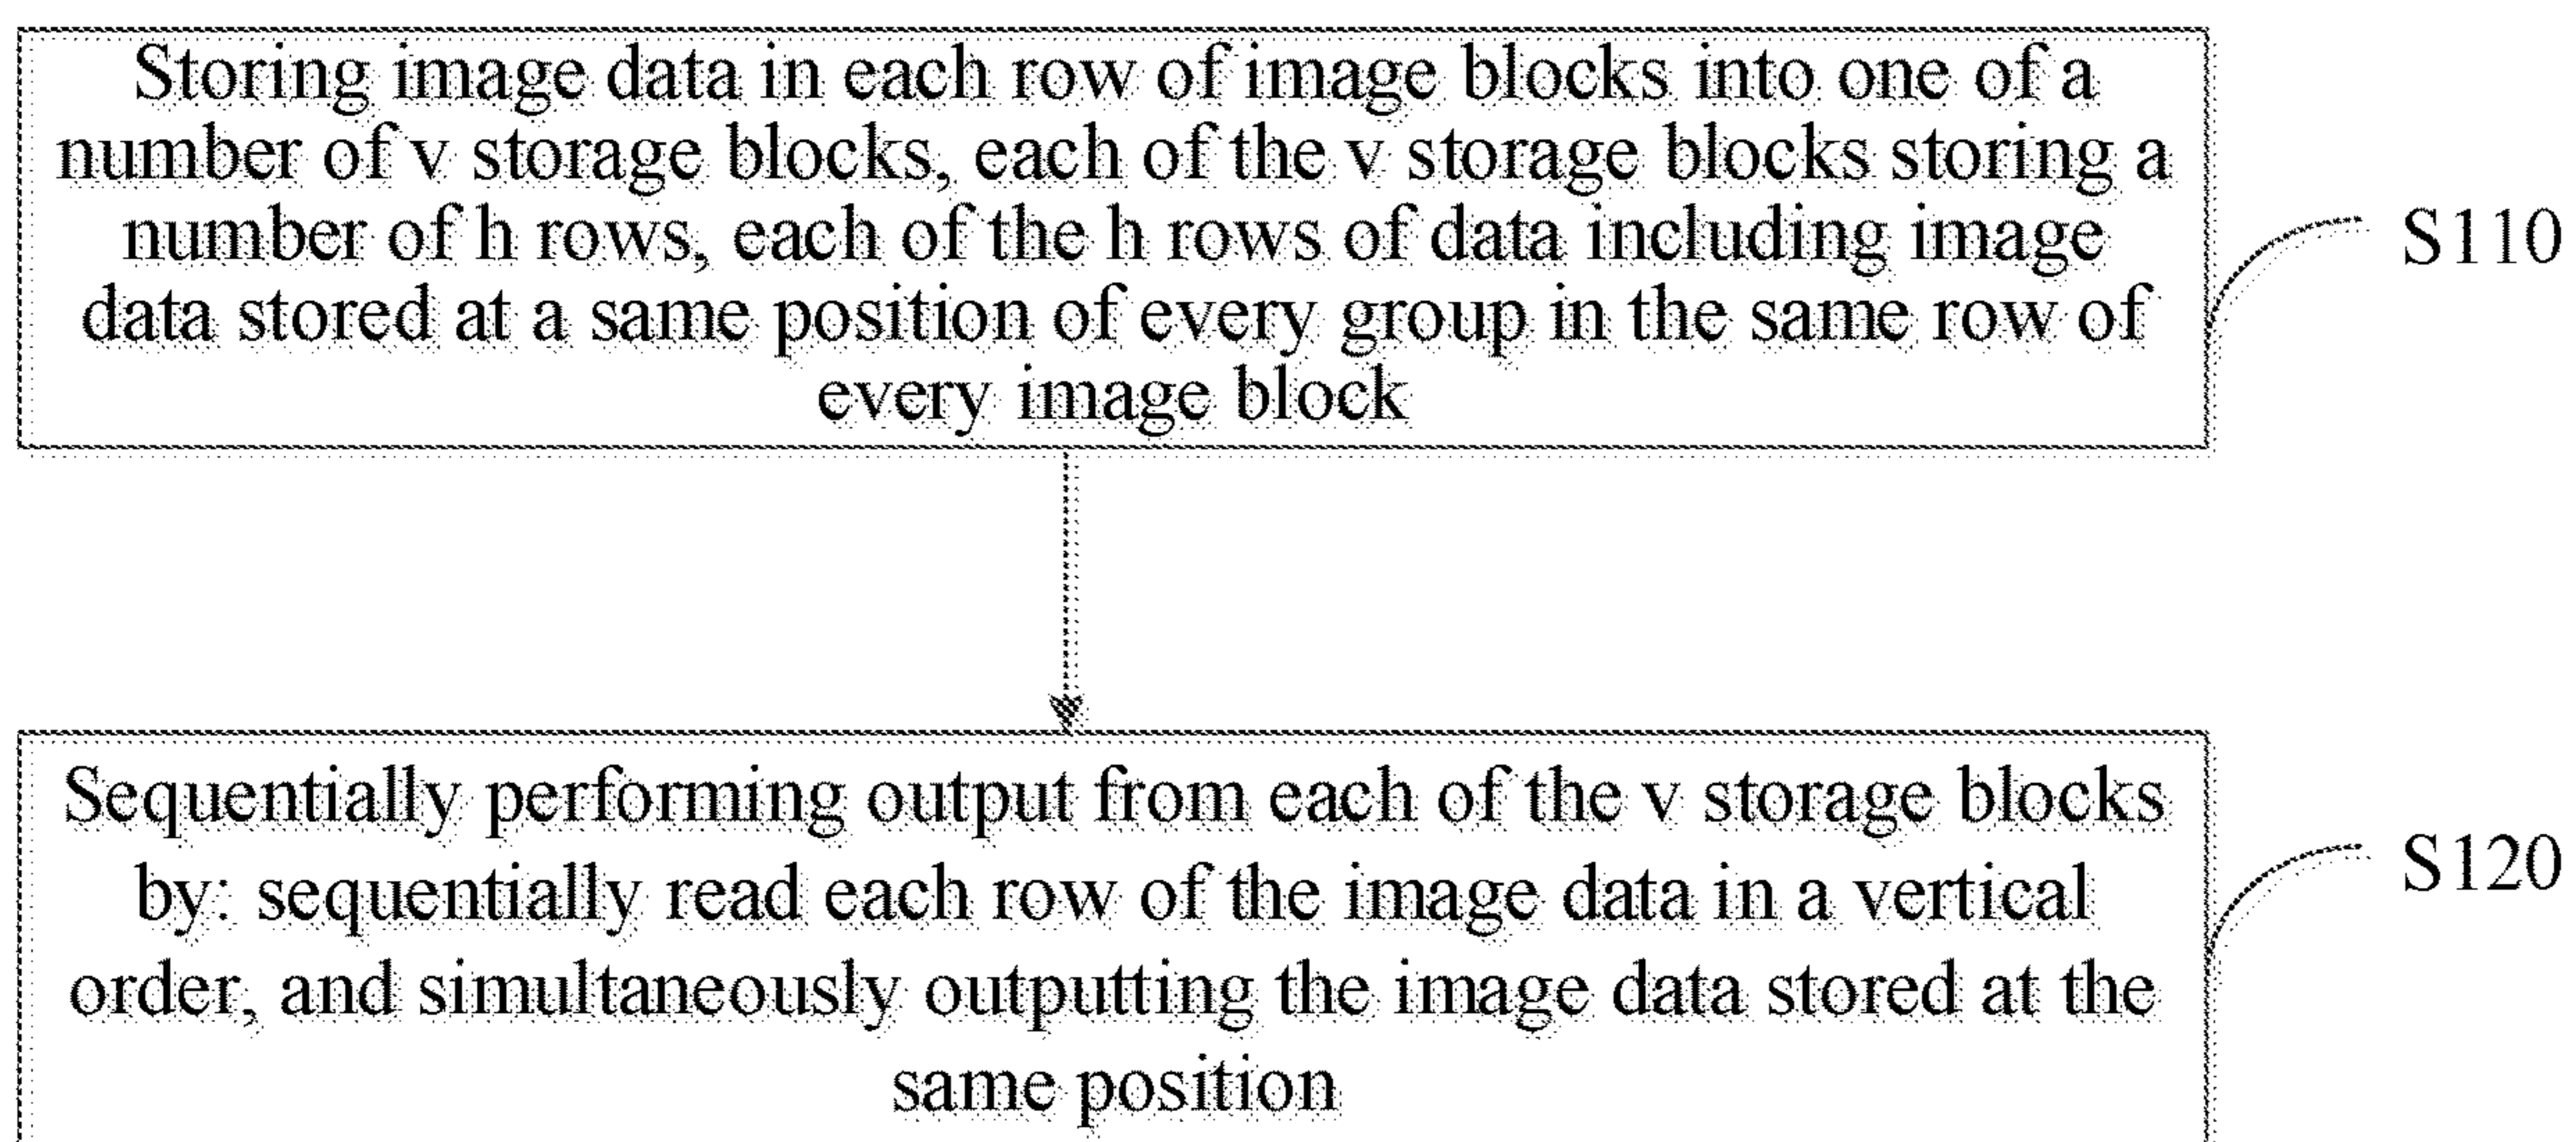 Storing image data in each row of image blocks into one of a
number of v storage blocks, each of the v storage blocks storing a
number of h rows, each of the h rows of data including image
data stored at a same position of every group in the same row of
every image block
S110
Sequentially performing output from each of the v storage blocks
by: sequentially read each row of the image data in a vertical
order, and simultaneously outputting the image data stored at the
same position
S120